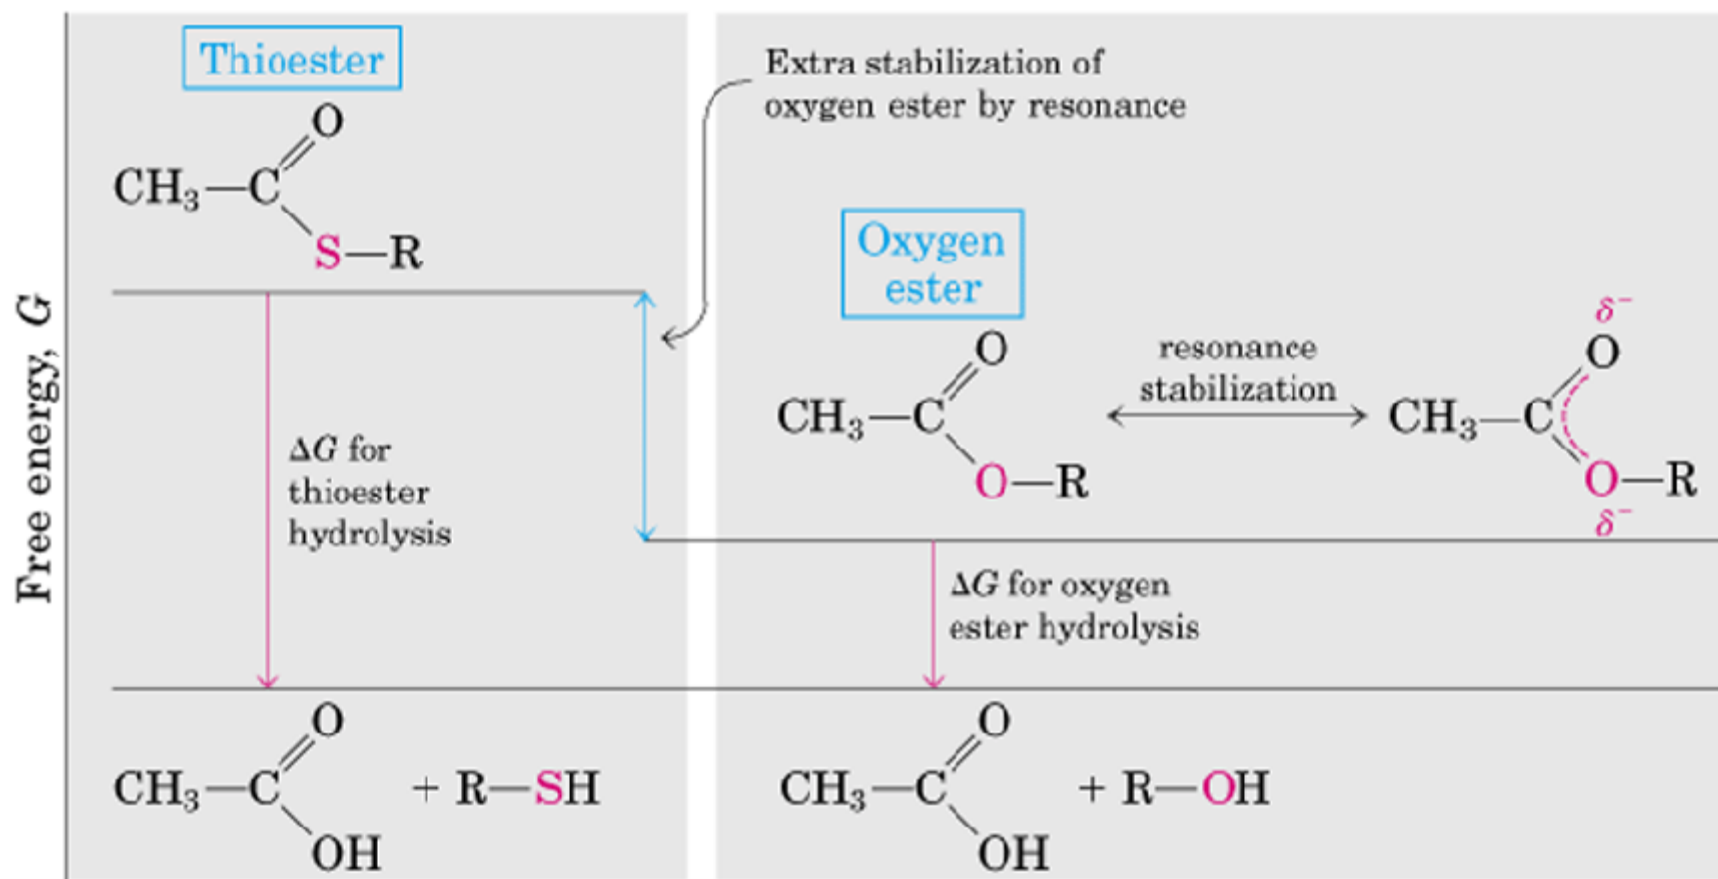 Free energy, G
Thioester
O
CH₃—C
S—R
ΔG for
thioester
hydrolysis
O
CH₃—C + R—SH
OH
Extra stabilization of
oxygen ester by resonance
Oxygen
ester
O
CH₃—C
O—R
resonance
stabilization
δ⁻
O
CH₃—C
O—R
δ⁻
ΔG for oxygen
ester hydrolysis
O
CH₃—C + R—OH
OH